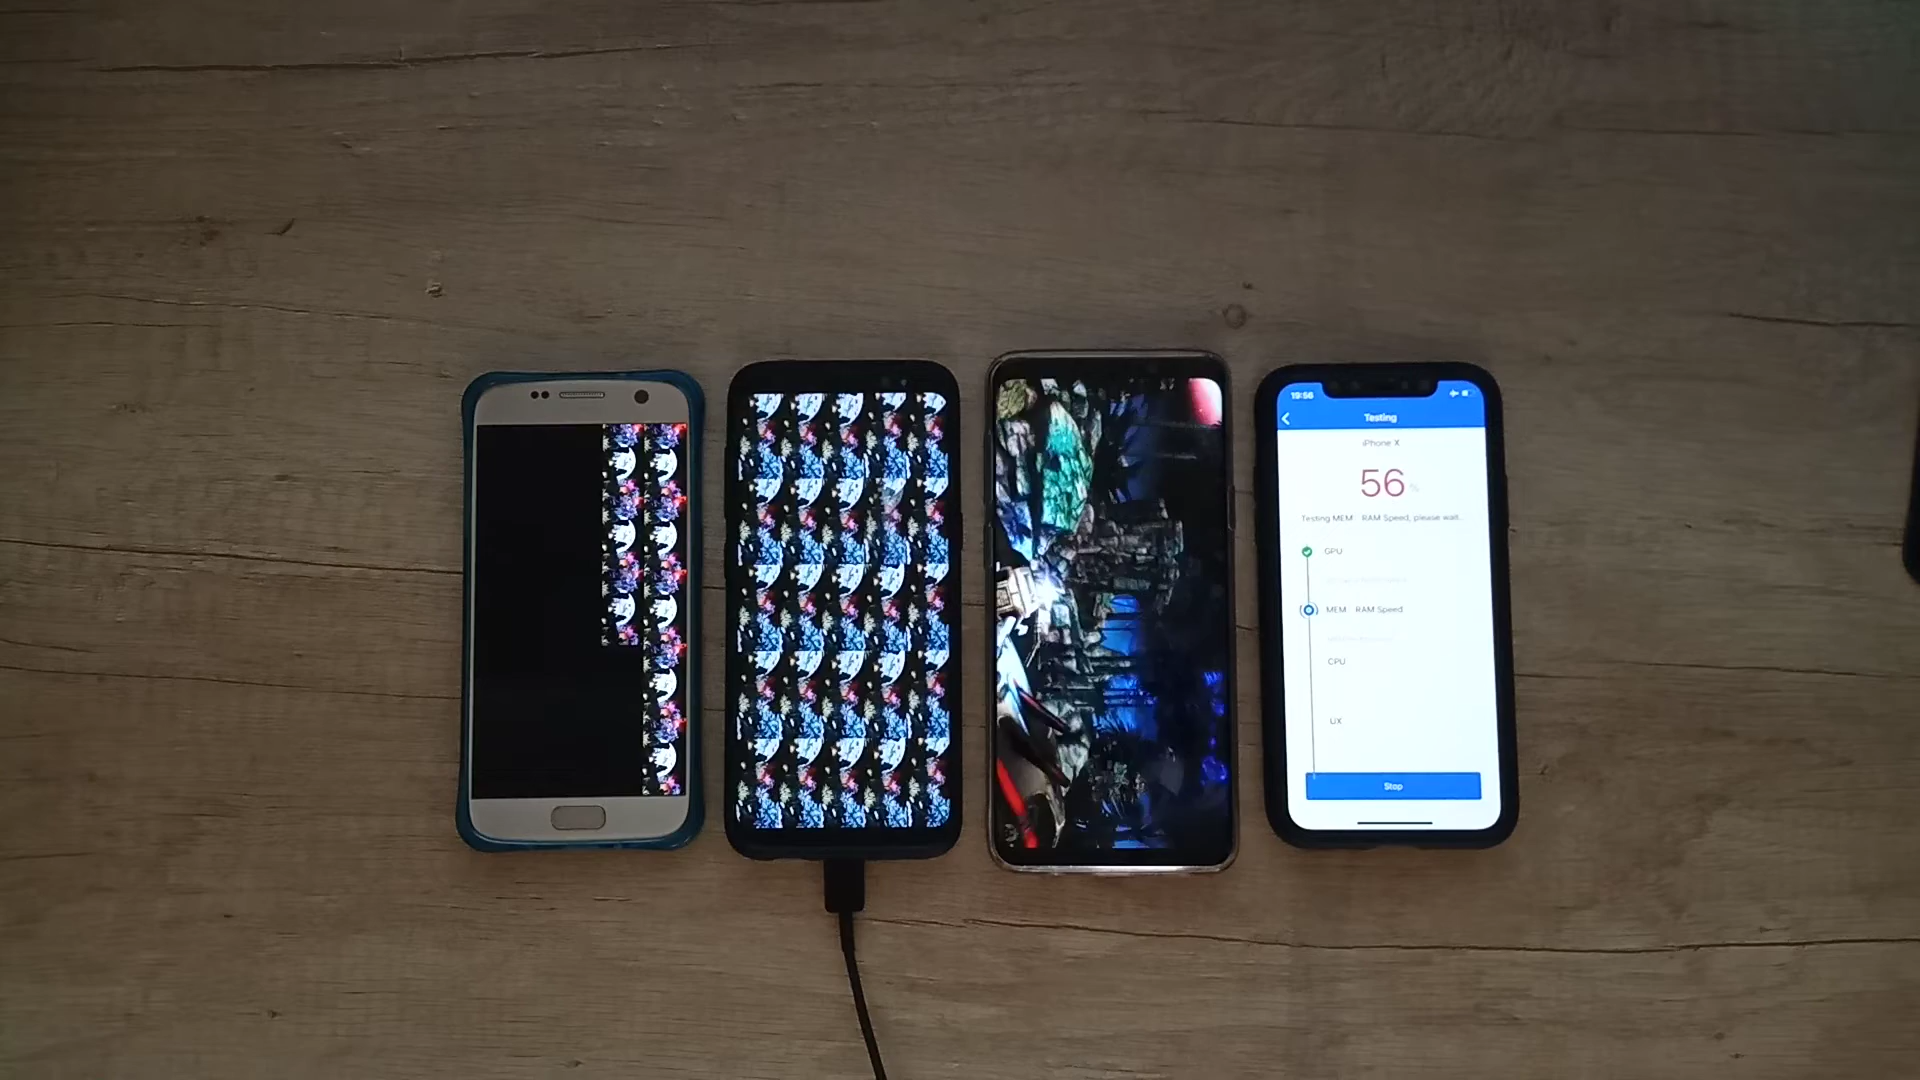 19:56
Testing
iPhone X
56 %
Testing MEM RAM Speed, please wait..
GPU
MEM RAM Speed
CPU
UX
Stop